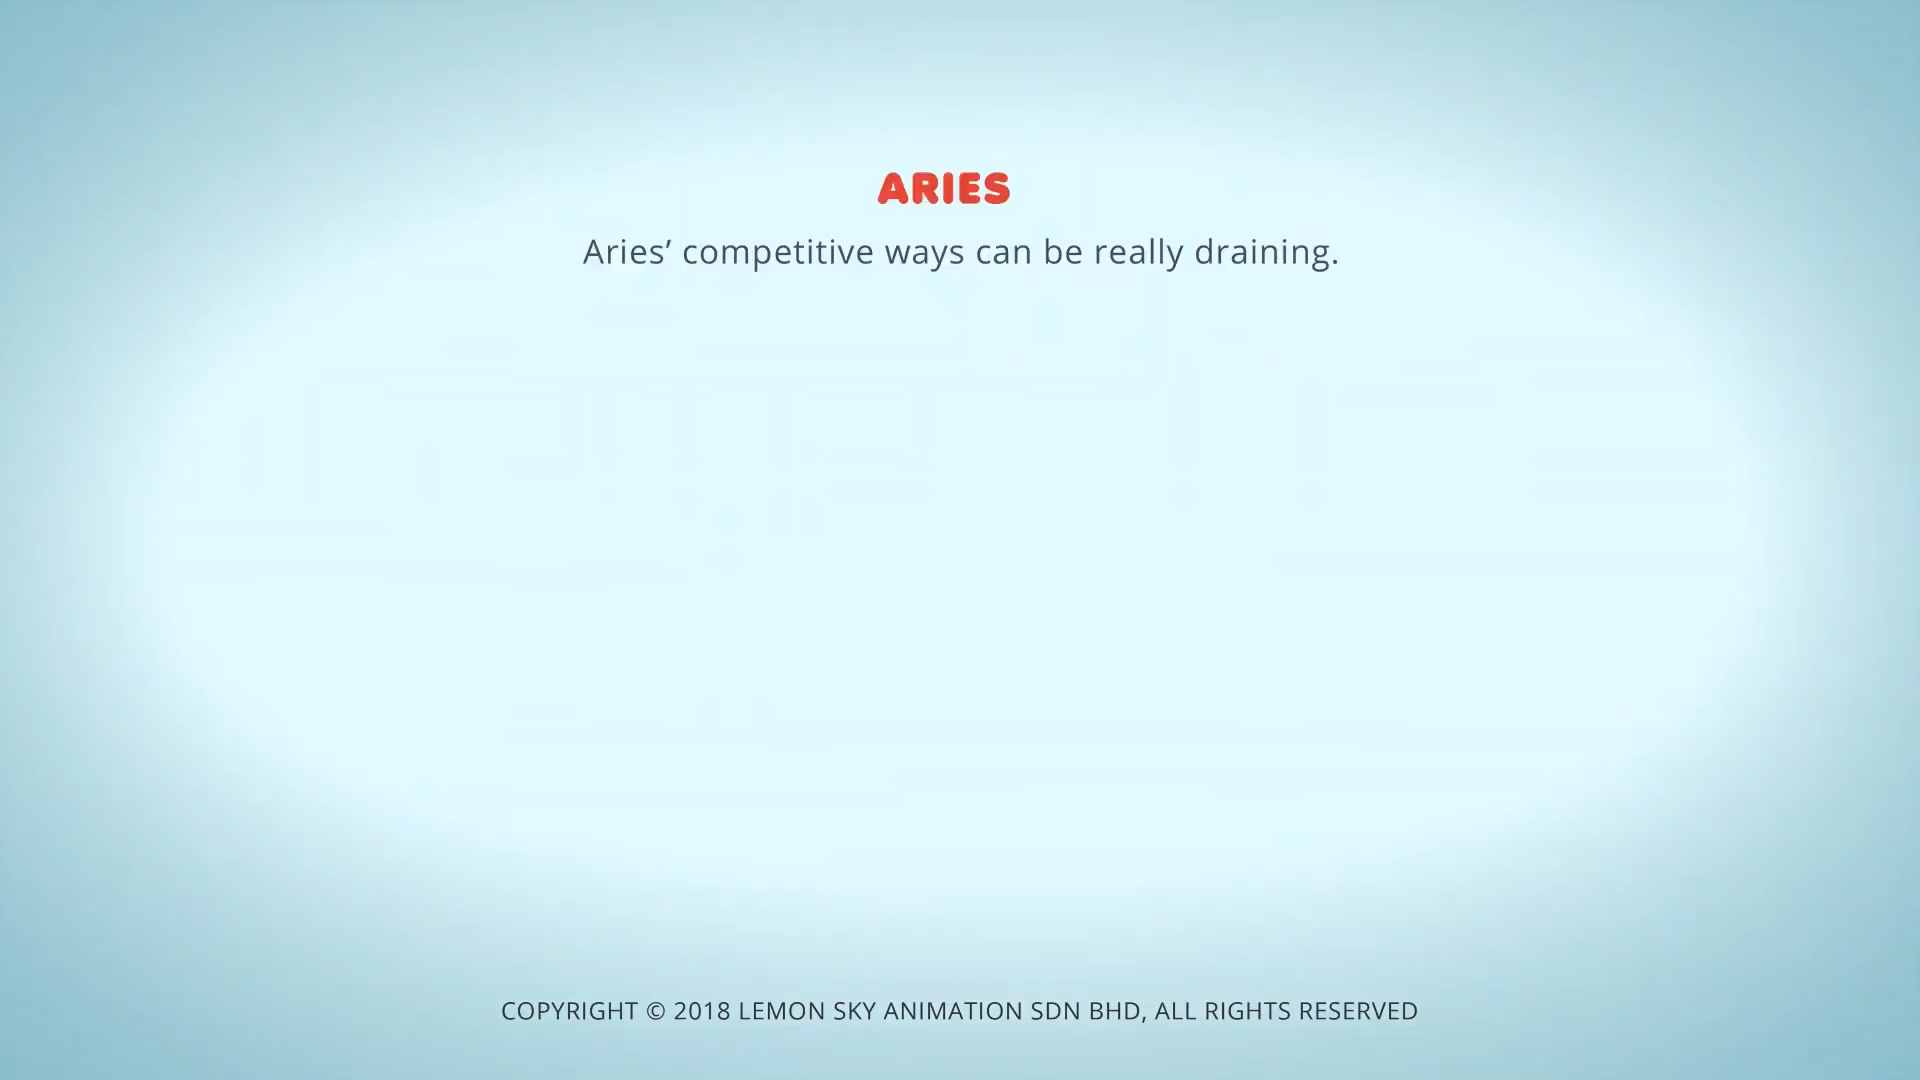 ARIES
Aries’ competitive ways can be really draining.
COPYRIGHT © 2018 LEMON SKY ANIMATION SDN BHD, ALL RIGHTS RESERVED